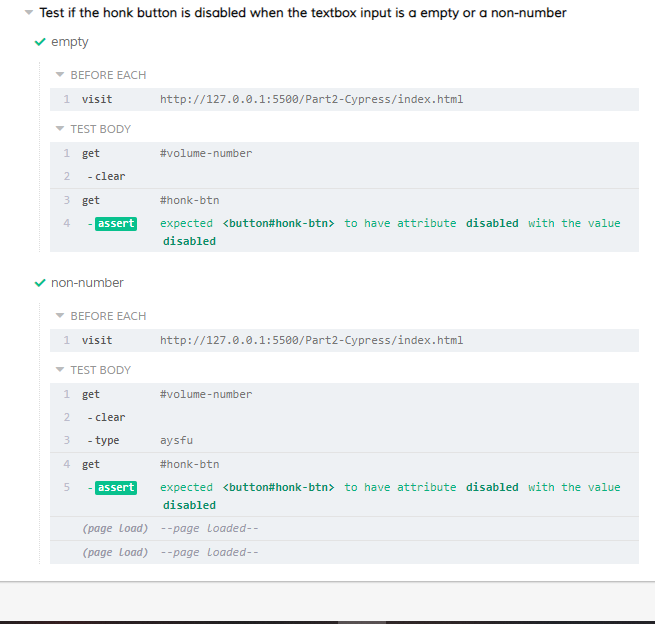 Test if the honk button is disabled when the textbox input is a empty or a non-number
empty
BEFORE EACH
1 visit http://127.0.0.1:5500/Part2-Cypress/index.html
TEST BODY
1 get #volume-number
2 -clear
3 get #honk-btn
4 -assert expected <button#honk-btn> to have attribute disabled with the value
disabled
non-number
BEFORE EACH
1 visit http://127.0.0.1:5500/Part2-Cypress/index.html
TEST BODY
1 get #volume-number
2 -clear
3 -type aysfu
4 get #honk-btn
5 -assert expected <button#honk-btn> to have attribute disabled with the value
disabled
(page load) --page loaded--
(page load) --page loaded--